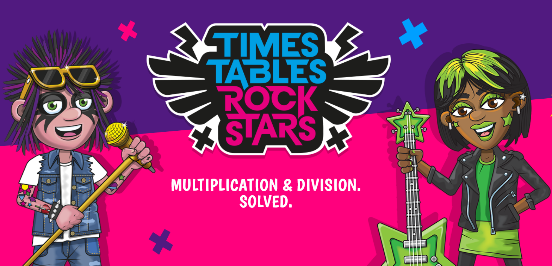 TIMES
TABLES
ROCK
STARS
MULTIPLICATION & DIVISION.
SOLVED.